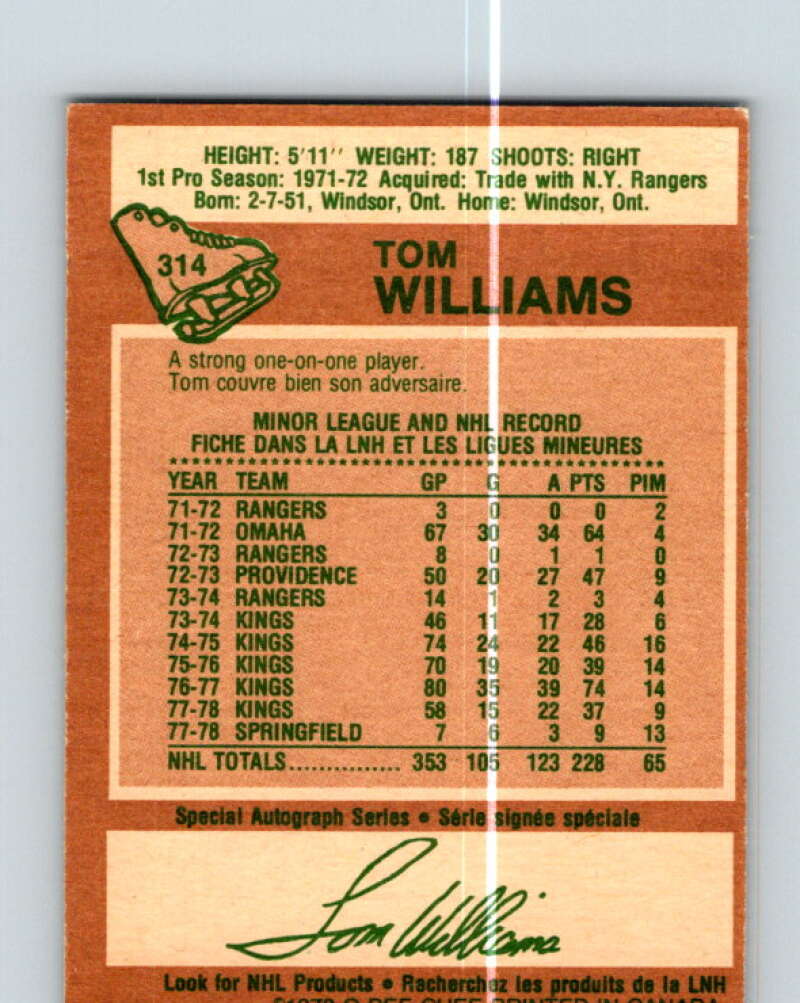 HEIGHT: 5'11'' WEIGHT: 187 SHOOTS: RIGHT
1st Pro Season: 1971-72 Acquired: Trade with N.Y. Rangers
Born: 2-7-51, Windsor, Ont. Home: Windsor, Ont.
314
TOM
WILLIAMS
A strong one-on-one player.
Tom couvre bien son adversaire.
MINOR LEAGUE AND NHL RECORD
FICHE DANS LA LNH ET LES LIGUES MINEURES
YEAR TEAM GP G A PTS PIM
71-72 RANGERS 3 0 0 0 2
71-72 OMAHA 67 30 34 64 4
72-73 RANGERS 8 0 1 1 0
72-73 PROVIDENCE 50 20 27 47 9
73-74 RANGERS 14 1 2 3 4
73-74 KINGS 46 11 17 28 6
74-75 KINGS 74 24 22 46 16
75-76 KINGS 70 19 20 39 14
76-77 KINGS 80 35 39 74 14
77-78 KINGS 58 15 22 37 9
77-78 SPRINGFIELD 7 6 3 9 13
NHL TOTALS............... 353 105 123 228 65
Special Autograph Series • Série signée spéciale
Tom Williams
Look for NHL Products • Recherchez les produits de la LNH
O-PEE-CHEE PRINTED IN